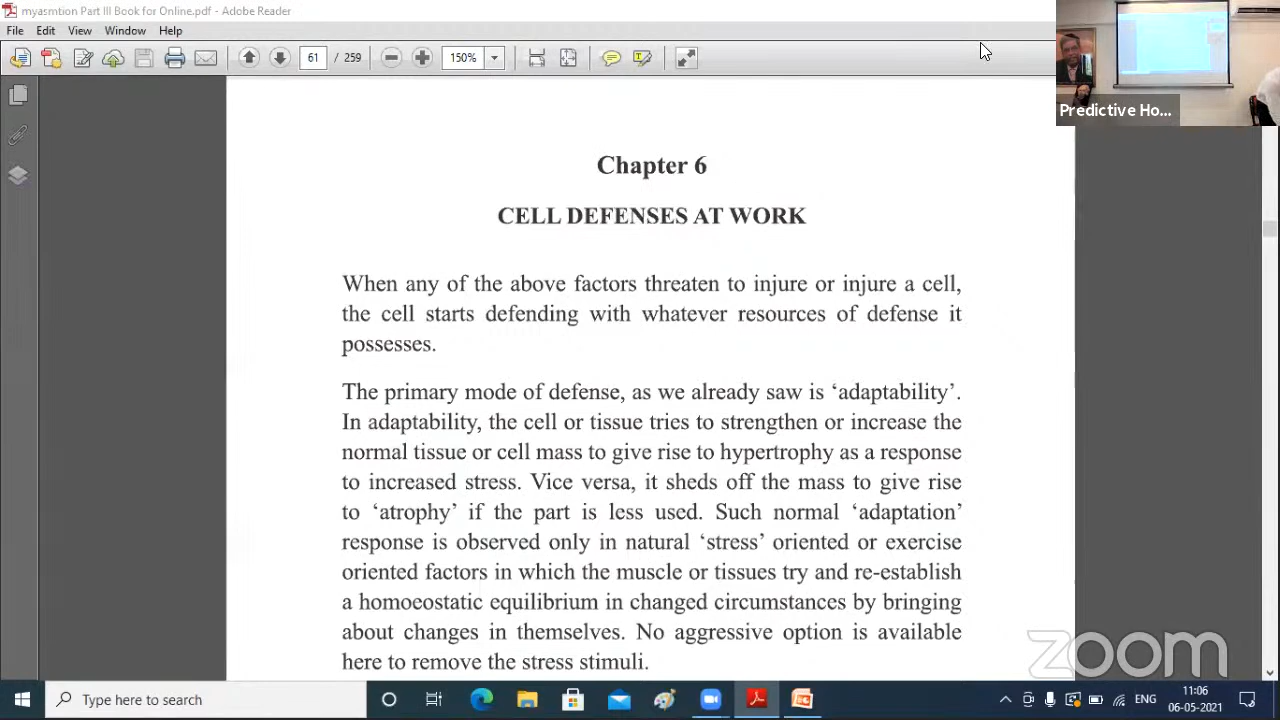 myasmtion Part III Book for Online.pdf - Adobe Reader
File Edit View Window Help
61 / 259 150%
Predictive Ho...
Chapter 6
CELL DEFENSES AT WORK
When any of the above factors threaten to injure or injure a cell,
the cell starts defending with whatever resources of defense it
possesses.
The primary mode of defense, as we already saw is ‘adaptability’.
In adaptability, the cell or tissue tries to strengthen or increase the
normal tissue or cell mass to give rise to hypertrophy as a response
to increased stress. Vice versa, it sheds off the mass to give rise
to ‘atrophy’ if the part is less used. Such normal ‘adaptation’
response is observed only in natural ‘stress’ oriented or exercise
oriented factors in which the muscle or tissues try and re-establish
a homoeostatic equilibrium in changed circumstances by bringing
about changes in themselves. No aggressive option is available
here to remove the stress stimuli.
zoom
Type here to search
ENG
11:06
06-05-2021